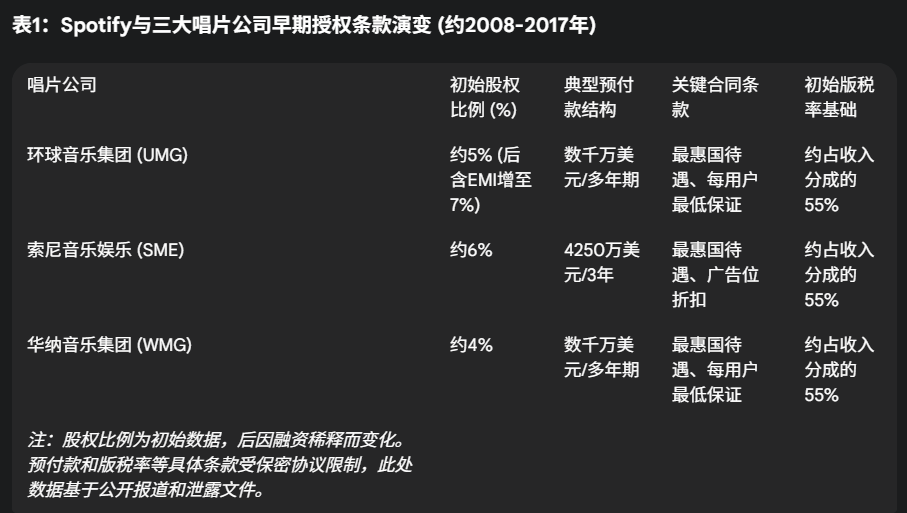 表1：Spotify与三大唱片公司早期授权条款演变 (约2008-2017年)
唱片公司
初始股权
比例 (%)
典型预付
款结构
关键合同条
款
初始版税
率基础
环球音乐集团 (UMG)
约5% (后
含EMI增至
7%)
数千万美
元/多年期
最惠国待
遇、每用户
最低保证
约占收入
分成的
55%
索尼音乐娱乐 (SME)
约6%
4250万美
元/3年
最惠国待
遇、广告位
折扣
约占收入
分成的
55%
华纳音乐集团 (WMG)
约4%
数千万美
元/多年期
最惠国待
遇、每用户
最低保证
约占收入
分成的
55%
注：股权比例为初始数据，后因融资稀释而变化。
预付款和版税率等具体条款受保密协议限制，此处
数据基于公开报道和泄露文件。